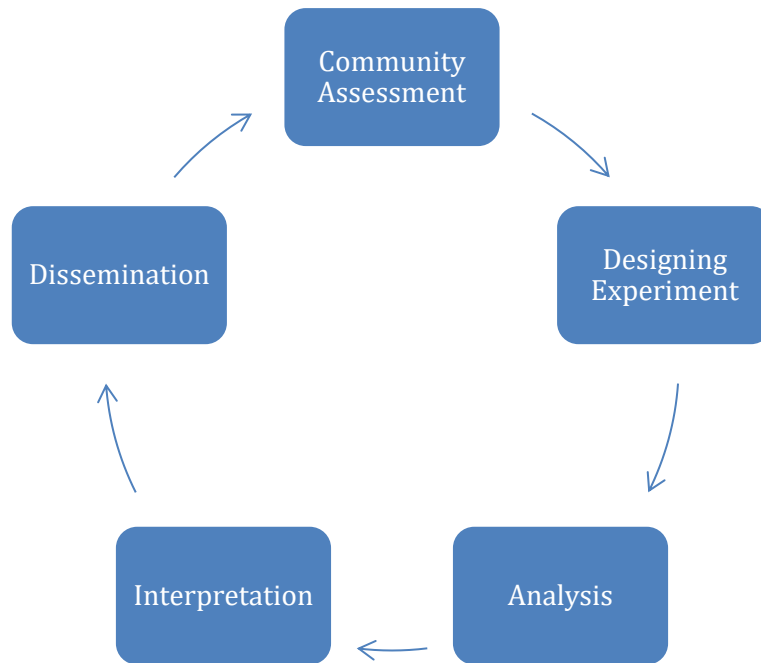 Community
Assessment
Designing
Experiment
Analysis
Interpretation
Dissemination